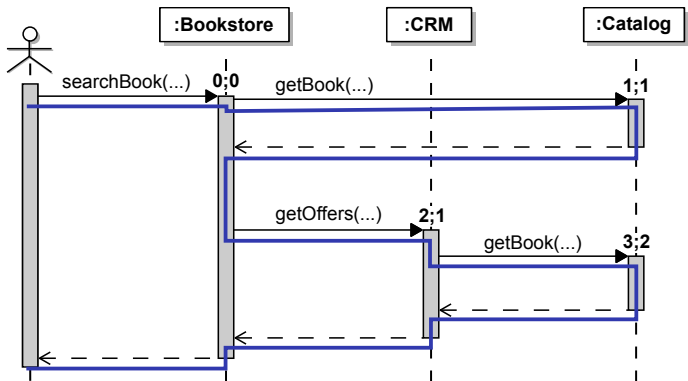 :Bookstore :CRM :Catalog
searchBook(...) 0;0 getBook(...) 1;1
getOffers(...) 2;1
getBook(...) 3;2